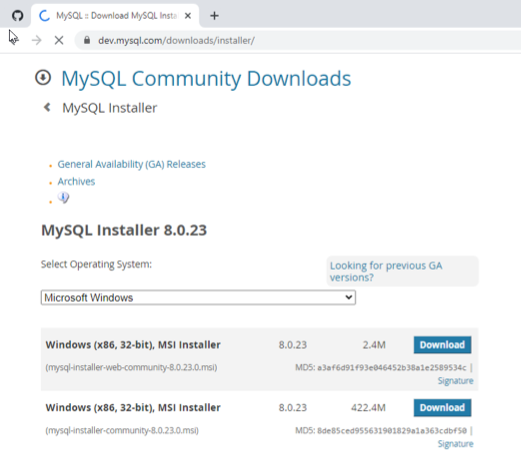 MySQL :: Download MySQL Insta
dev.mysql.com/downloads/installer/
MySQL Community Downloads
MySQL Installer
General Availability (GA) Releases
Archives
MySQL Installer 8.0.23
Select Operating System:
Looking for previous GA
versions?
Microsoft Windows
Windows (x86, 32-bit), MSI Installer 8.0.23 2.4M Download
(mysql-installer-web-community-8.0.23.0.msi) MD5: a3af6d91f93e046452b38a1e2589534c |
Signature
Windows (x86, 32-bit), MSI Installer 8.0.23 422.4M Download
(mysql-installer-community-8.0.23.0.msi) MD5: 8de85ced955631901829a1a363cdbf50 |
Signature